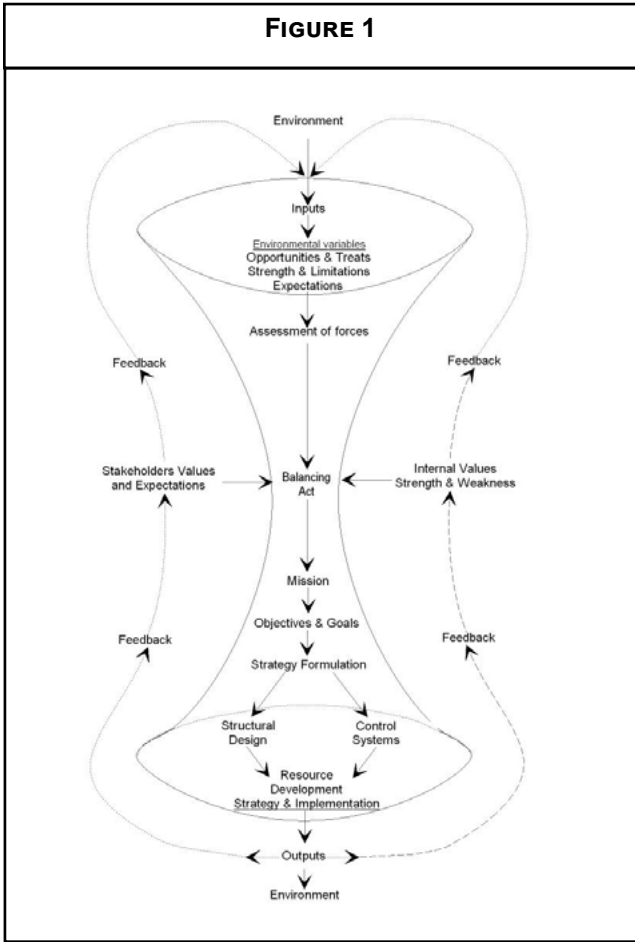 FIGURE 1
Environment
Inputs
Environmental variables
Opportunities & Treats
Strength & Limitations
Expectations
Assessment of forces
Feedback
Feedback
Stakeholders Values
and Expectations
Balancing
Act
Internal Values
Strength & Weakness
Mission
Objectives & Goals
Feedback
Feedback
Strategy Formulation
Structural
Design
Control
Systems
Resource
Development
Strategy & Implementation
Outputs
Environment